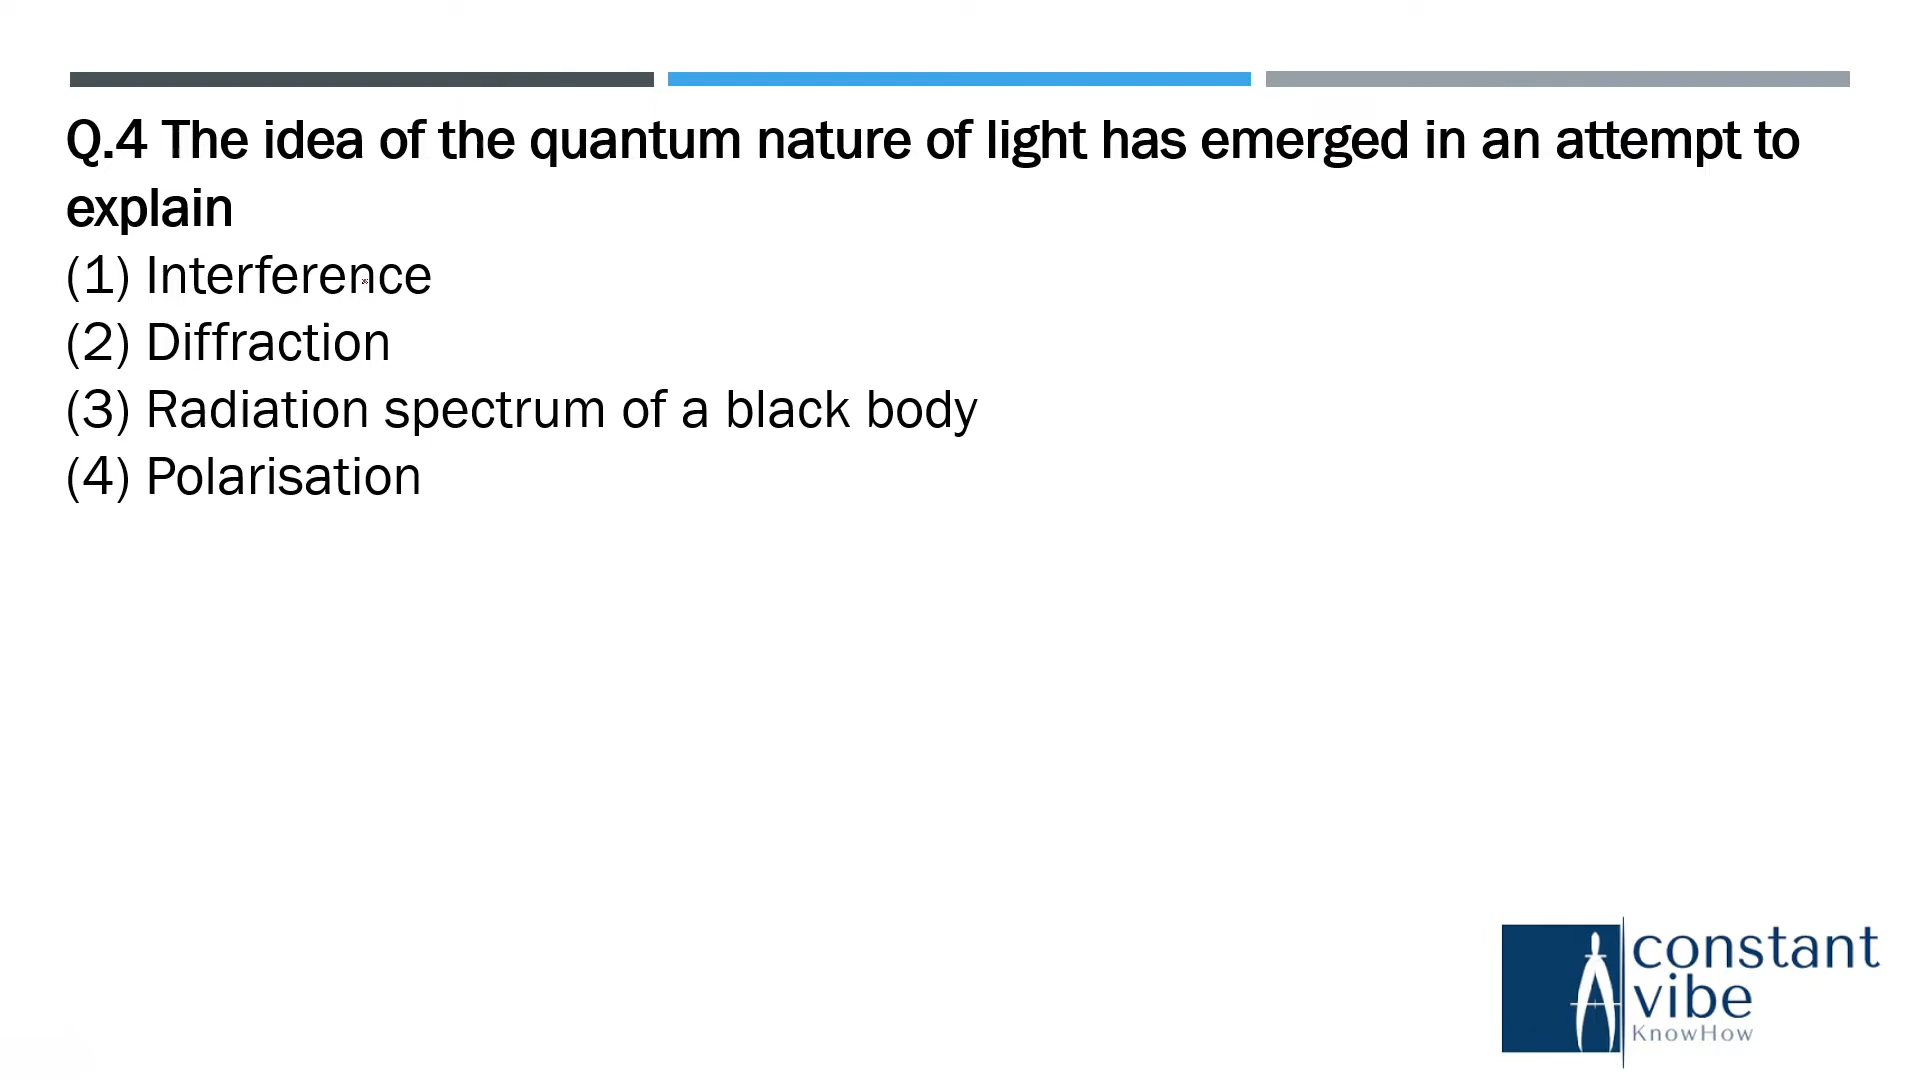 Q.4 The idea of the quantum nature of light has emerged in an attempt to
explain
(1) Interference
(2) Diffraction
(3) Radiation spectrum of a black body
(4) Polarisation
constant
vibe
KnowHow